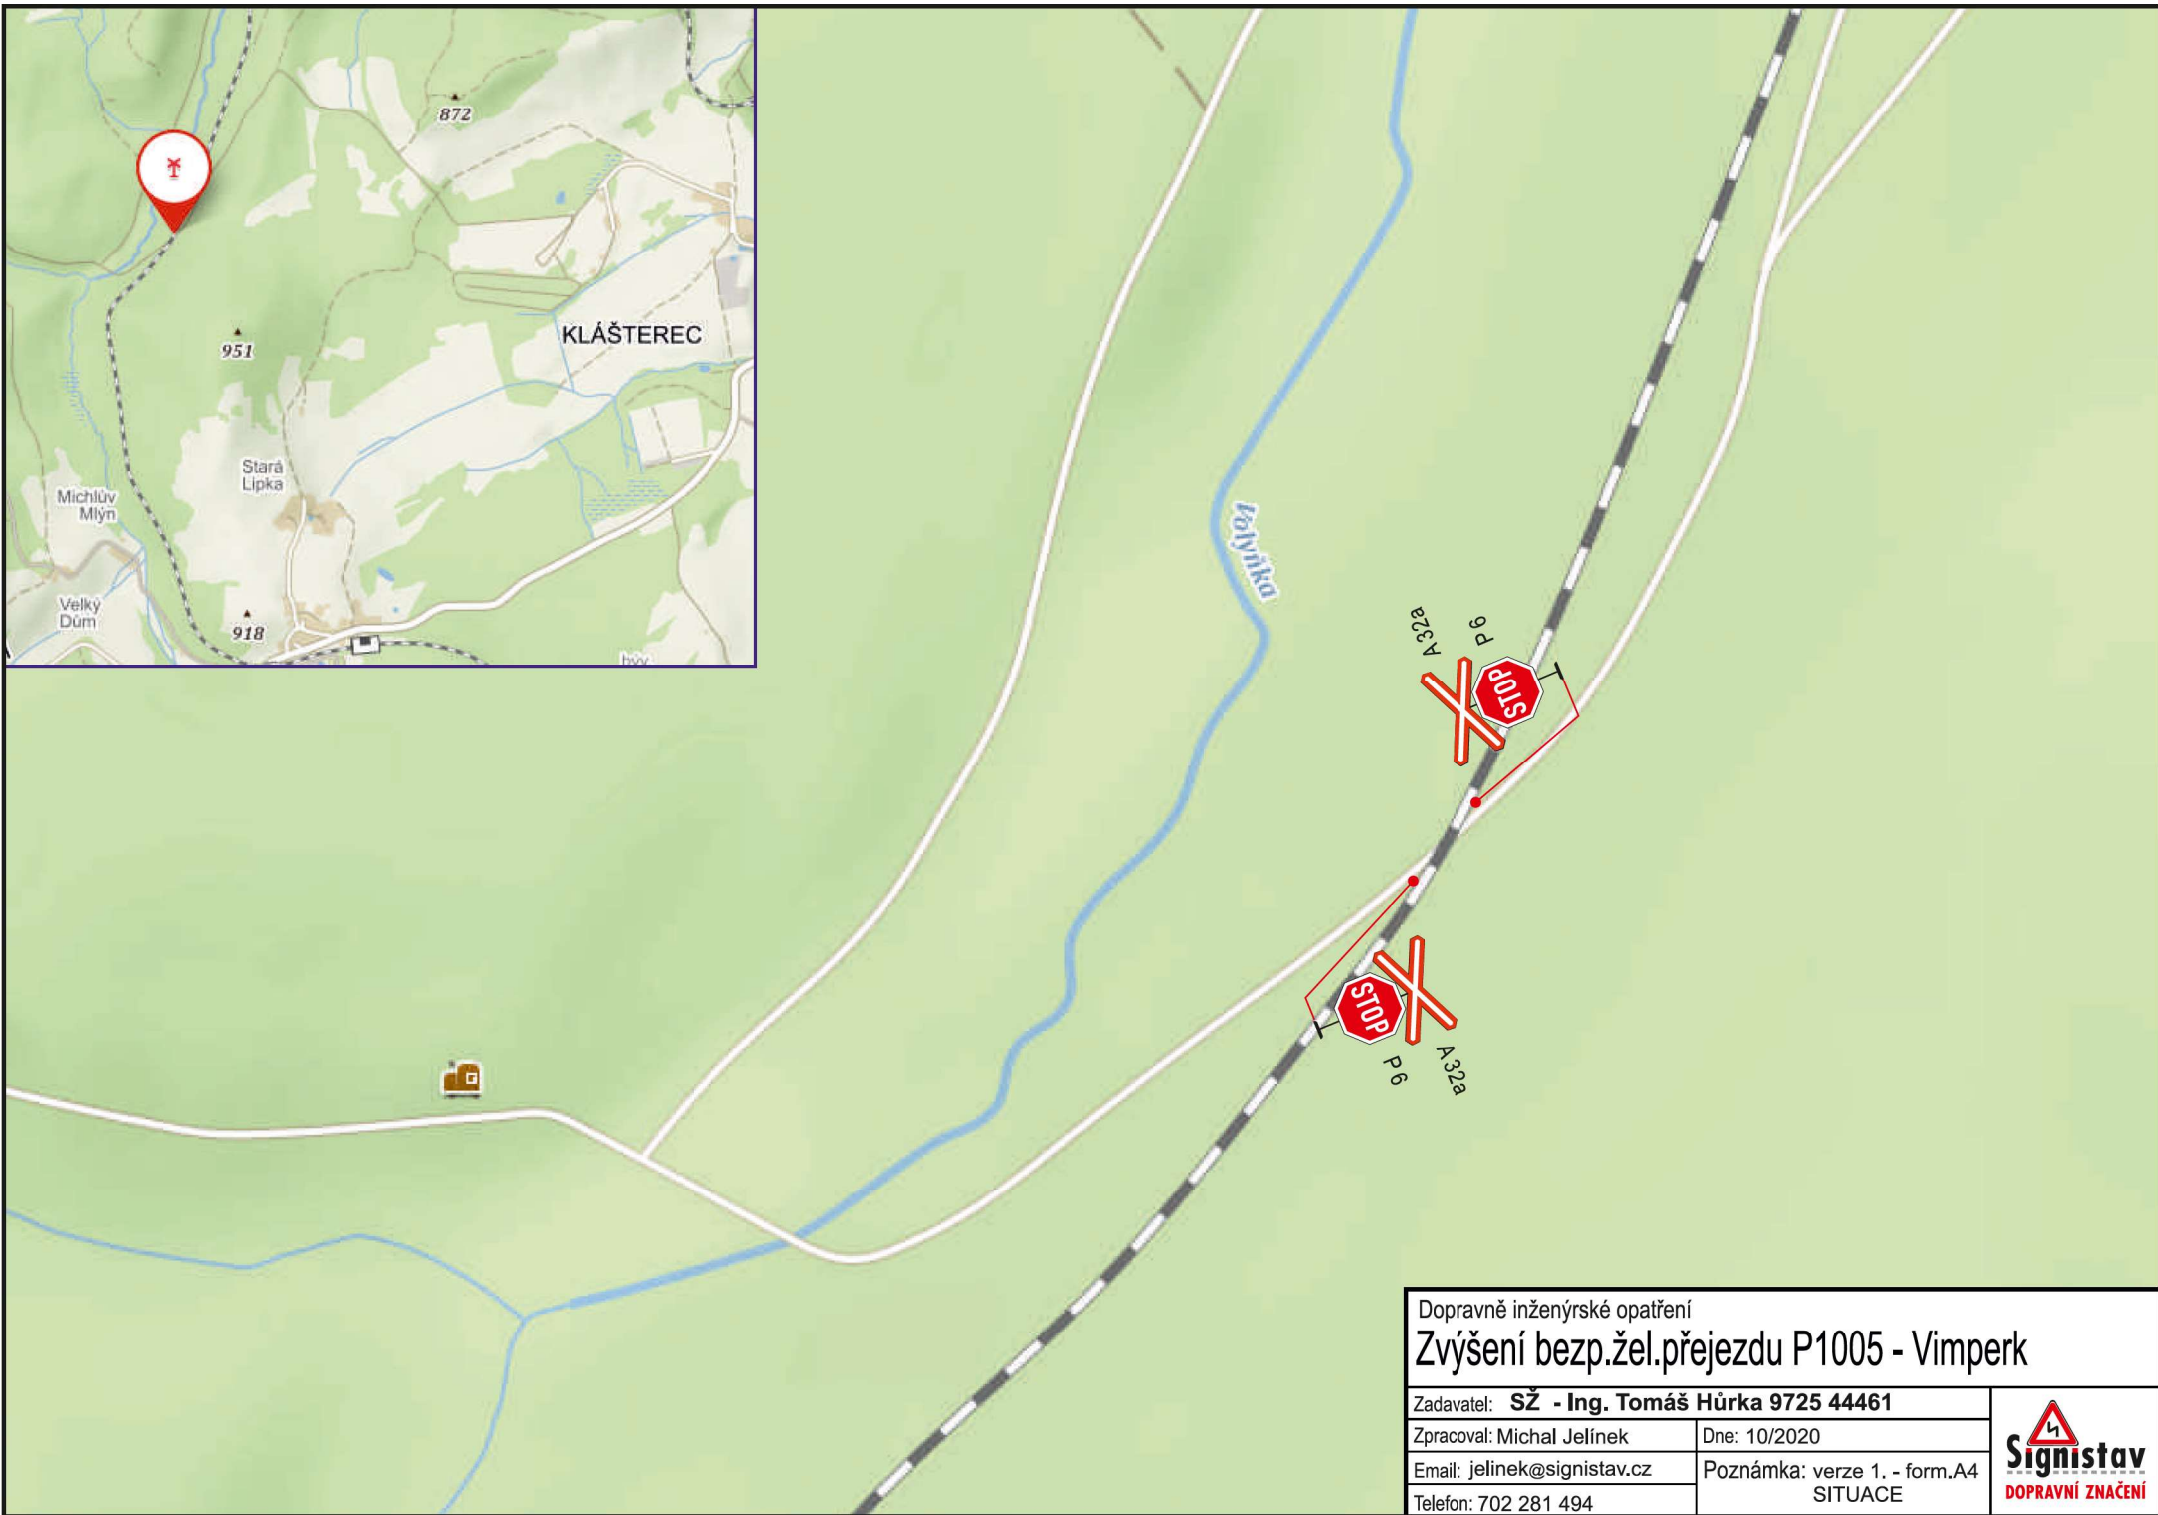 872
951
KLÁŠTEREC
Stará
Lipka
Michlův
Mlýn
Velký
Dům
918
býv.
Volyňka
A32a
P6
STOP
STOP
P6
A32a
Dopravně inženýrské opatření
Zvýšení bezp.žel.přejezdu P1005 - Vimperk
Zadavatel: SŽ - Ing. Tomáš Hůrka 9725 44461
Zpracoval: Michal Jelínek
Dne: 10/2020
Email: jelinek@signistav.cz
Poznámka: verze 1. - form.A4
SITUACE
Telefon: 702 281 494
Signistav
DOPRAVNÍ ZNAČENÍ